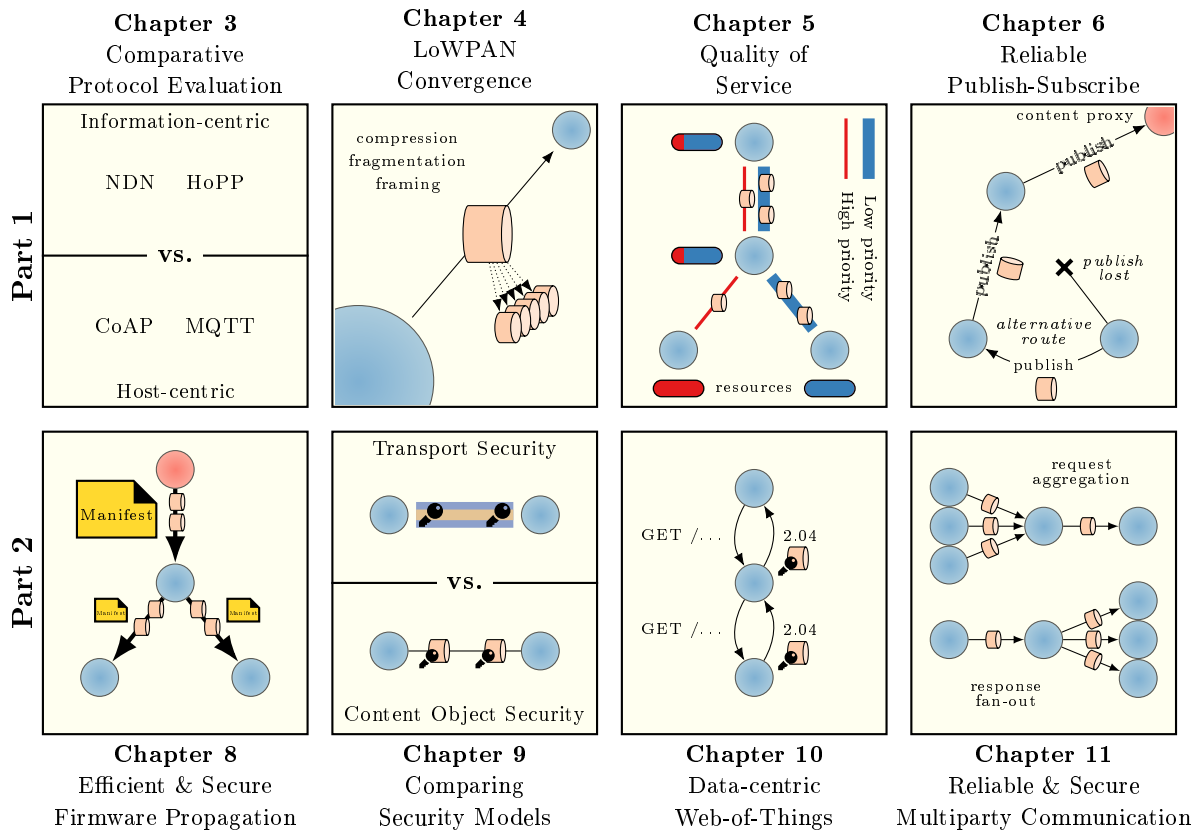 Chapter 3
Comparative
Protocol Evaluation
Chapter 4
LoWPAN
Convergence
Chapter 5
Quality of
Service
Chapter 6
Reliable
Publish-Subscribe
Part 1
Information-centric
NDN HoPP
vs.
CoAP MQTT
Host-centric
compression
fragmentation
framing
Low priority
High priority
resources
content proxy
publish
publish
publish
lost
alternative
route
publish
Part 2
Manifest
Manifest
Manifest
Transport Security
vs.
Content Object Security
GET /...
2.04
GET /...
2.04
request
aggregation
response
fan-out
Chapter 8
Efficient & Secure
Firmware Propagation
Chapter 9
Comparing
Security Models
Chapter 10
Data-centric
Web-of-Things
Chapter 11
Reliable & Secure
Multiparty Communication